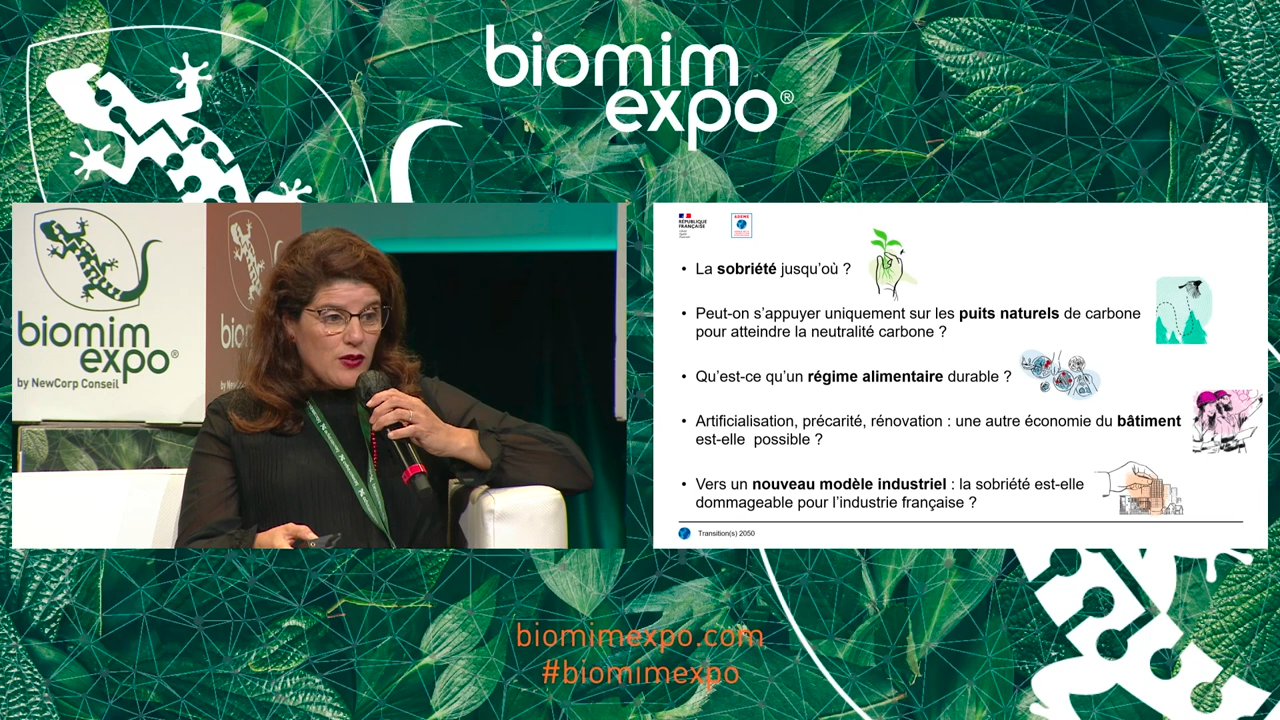 biomim
expo®
biomim
expo®
by NewCorp Conseil
RÉPUBLIQUE
FRANÇAISE
ADEME
• La sobriété jusqu’où ?
• Peut-on s’appuyer uniquement sur les puits naturels de carbone
pour atteindre la neutralité carbone ?
• Qu’est-ce qu’un régime alimentaire durable ?
• Artificialisation, précarité, rénovation : une autre économie du bâtiment
est-elle possible ?
• Vers un nouveau modèle industriel : la sobriété est-elle
dommageable pour l’industrie française ?
Transition(s) 2050
biomimexpo.com
#biomimexpo